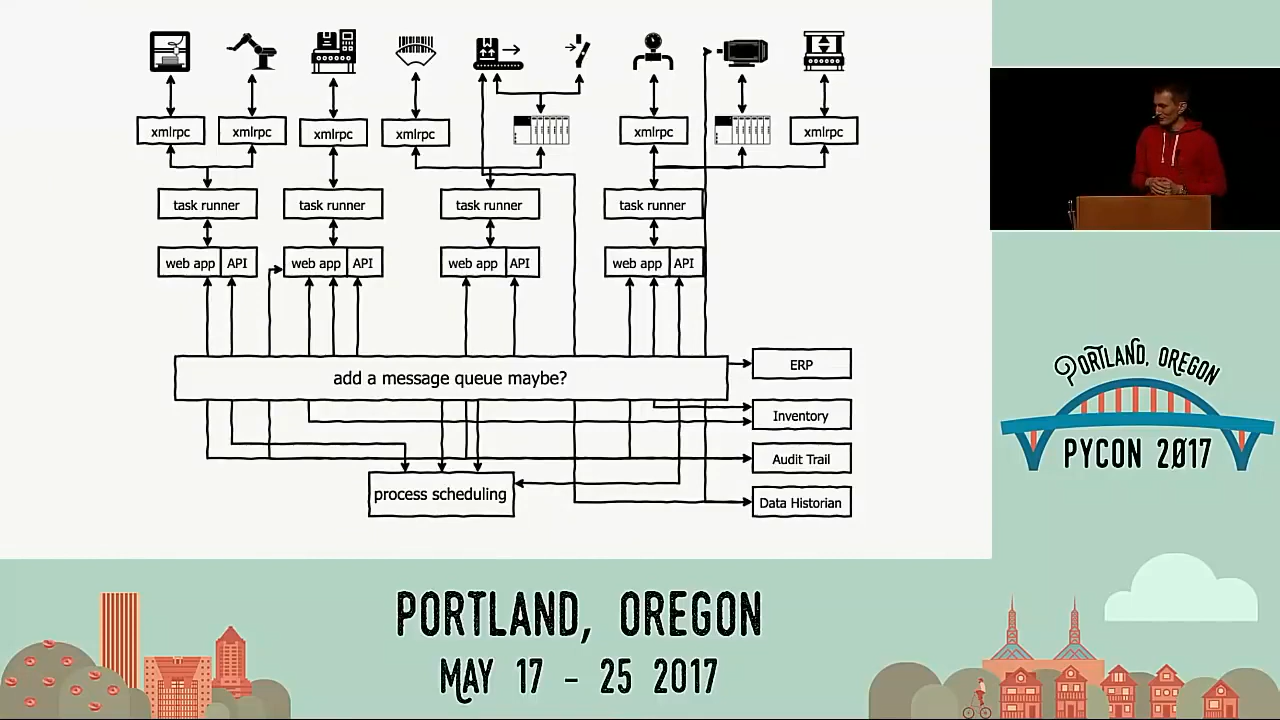 xmlrpc xmlrpc xmlrpc xmlrpc xmlrpc xmlrpc
task runner task runner task runner task runner
web app API web app API web app API web app API
add a message queue maybe?
ERP
Inventory
Audit Trail
process scheduling
Data Historian
PORTLAND, OREGON
PYCON 2017
PORTLAND, OREGON
MAY 17 - 25 2017